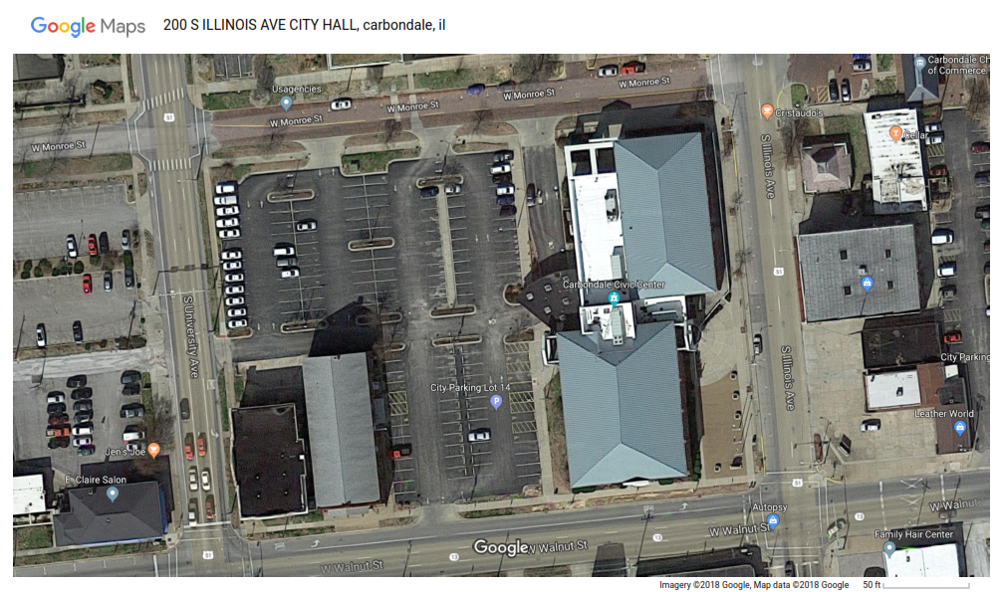 Google Maps
200 S ILLINOIS AVE CITY HALL, carbondale, il
Carbondale Ch
of Commerce
Usagencies
W Monroe St
W Monroe St
W Monroe St
W Monroe St
W Monroe St
51
Cristaudo's
Cellar
S Illinois Ave
51
Carbondale Civic Center
S University Ave
S Illinois Ave
City Parking
City Parking Lot 14
P
Leather World
Jen's Joe
E. Claire Salon
51
Autopsy
W Walnut
13
W Walnut St
Family Hair Center
Google
W Walnut St
13
13
51
W Walnut St
Imagery ©2018 Google, Map data ©2018 Google
50 ft